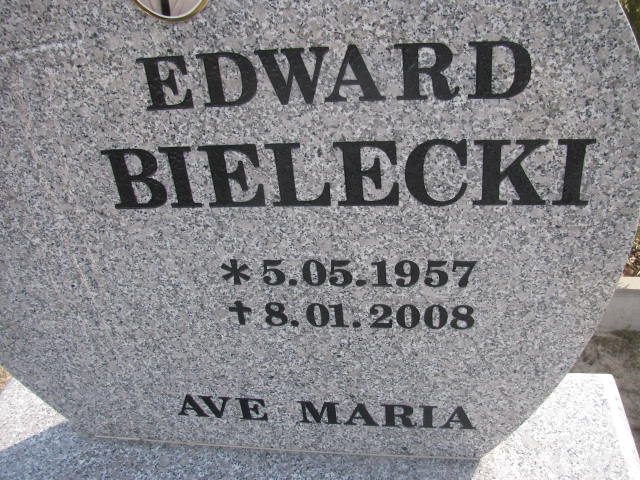 EDWARD
BIELECKI
*5.05.1957
✝8.01.2008
AVE MARIA